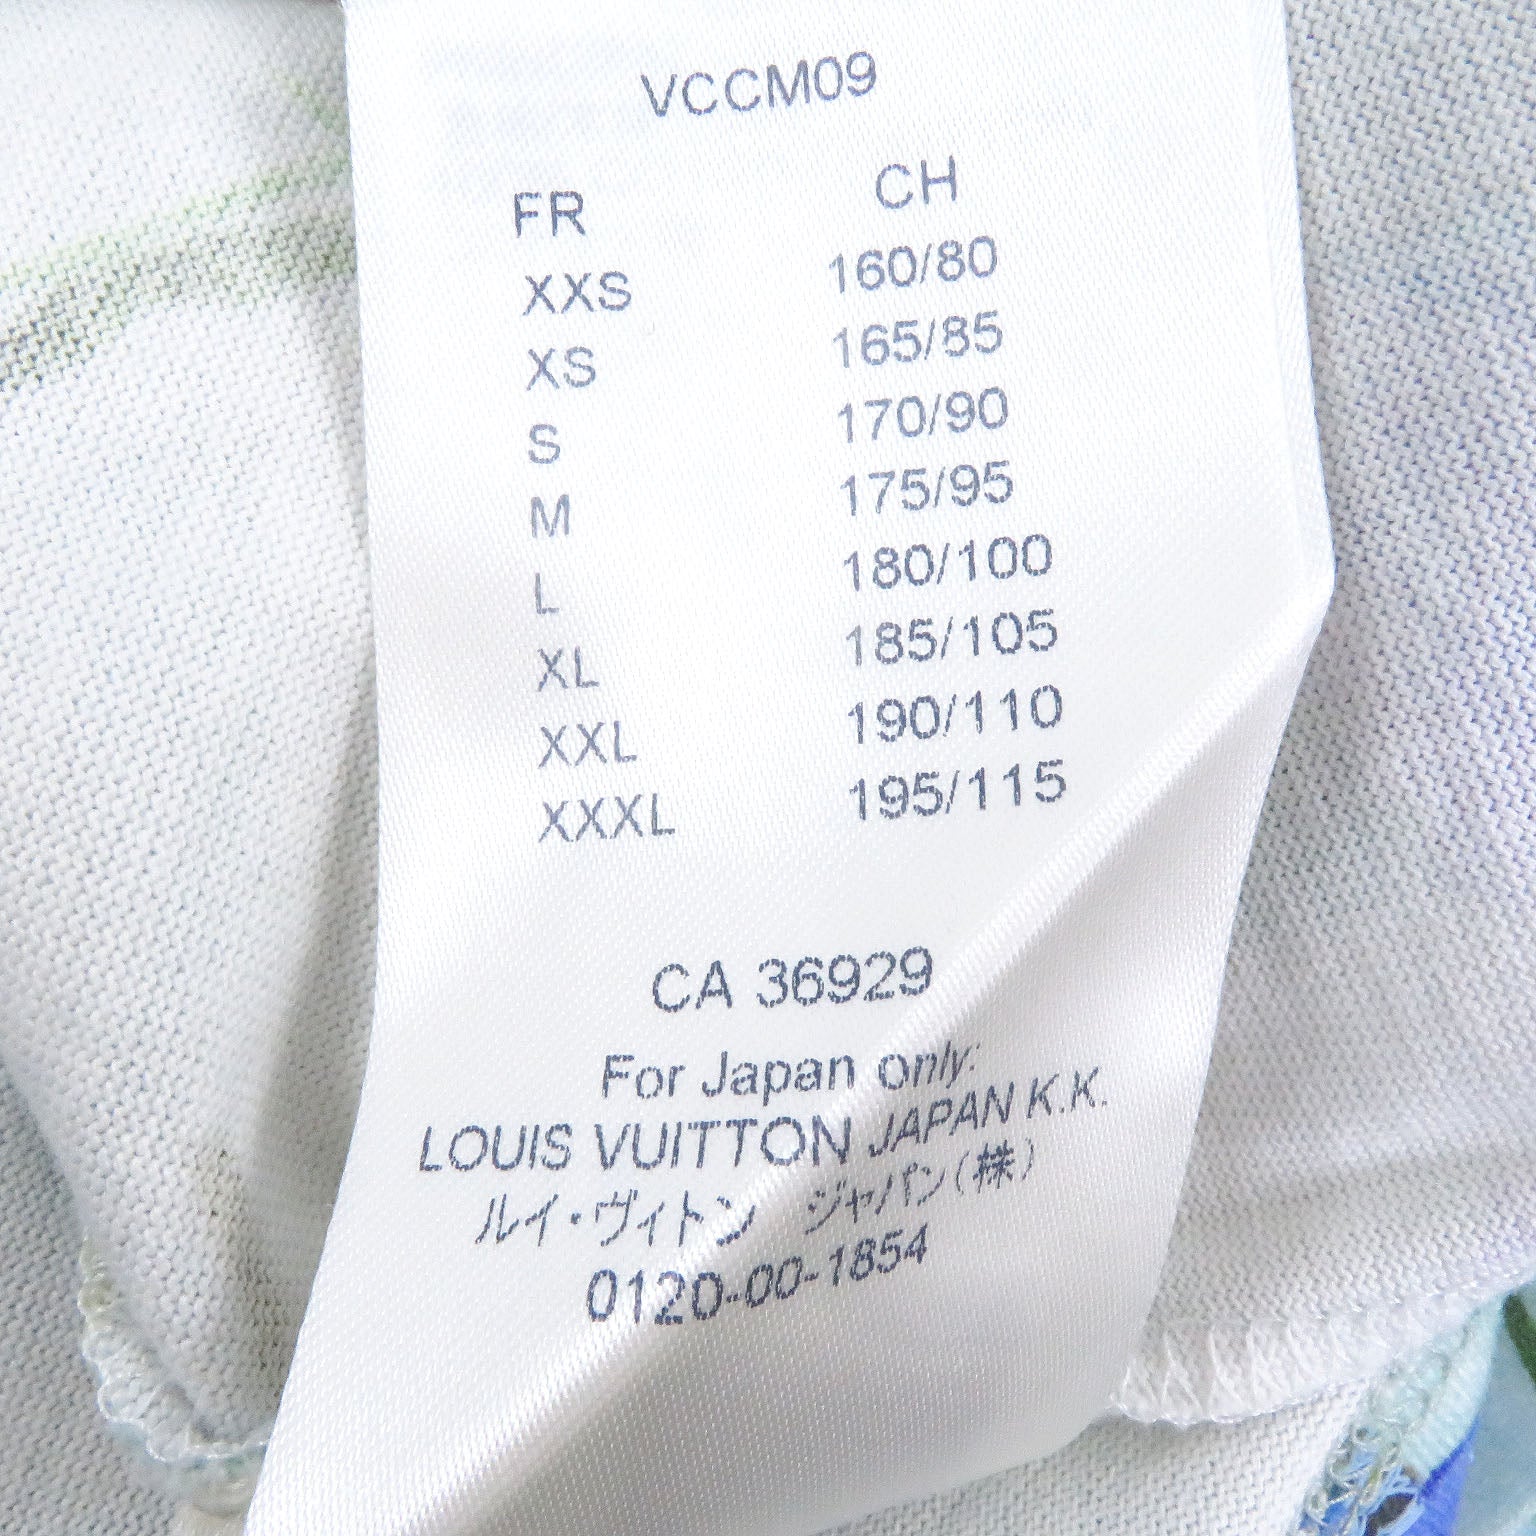 VCCM09
FR CH
XXS 160/80
XS 165/85
S 170/90
M 175/95
L 180/100
XL 185/105
XXL 190/110
XXXL 195/115
CA 36929
For Japan only:
LOUIS VUITTON JAPAN K.K.
ルイ・ヴィトン ジャパン(株)
0120-00-1854